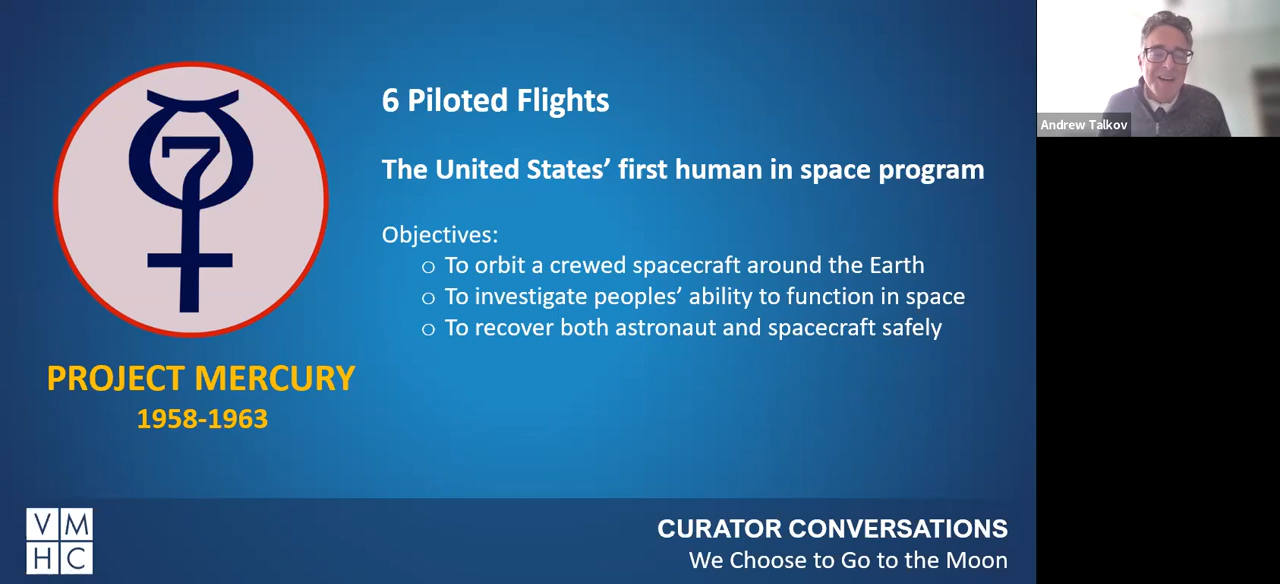 7
PROJECT MERCURY
1958-1963
6 Piloted Flights
The United States’ first human in space program
Objectives:
○ To orbit a crewed spacecraft around the Earth
○ To investigate peoples’ ability to function in space
○ To recover both astronaut and spacecraft safely
VM
HC
CURATOR CONVERSATIONS
We Choose to Go to the Moon
Andrew Talkov